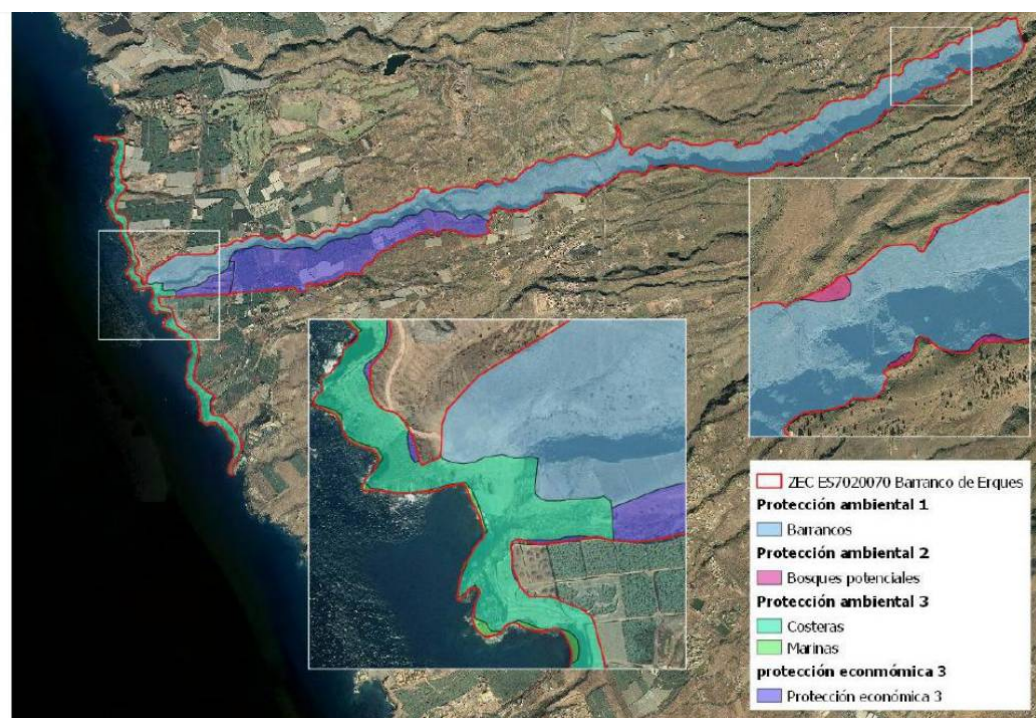 ZEC ES7020070 Barranco de Erques
Protección ambiental 1
Barrancos
Protección ambiental 2
Bosques potenciales
Protección ambiental 3
Costeras
Marinas
protección econmómica 3
Protección económica 3